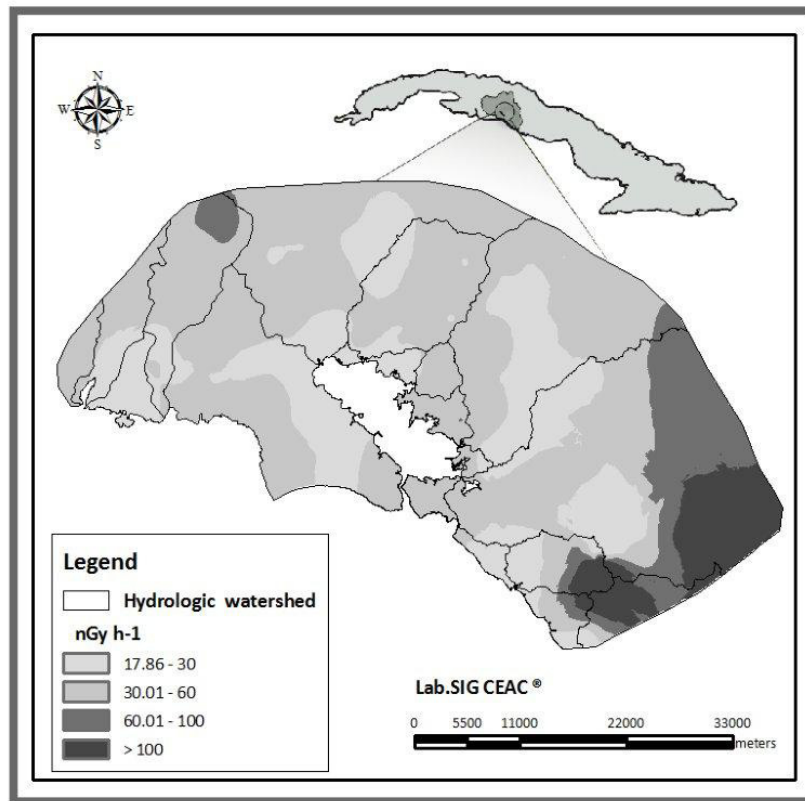 N
W E
S
Legend
Hydrologic watershed
nGy h-1
17.86 - 30
30.01 - 60
60.01 - 100
> 100
Lab.SIG CEAC ®
0 5500 11000 22000 33000
meters